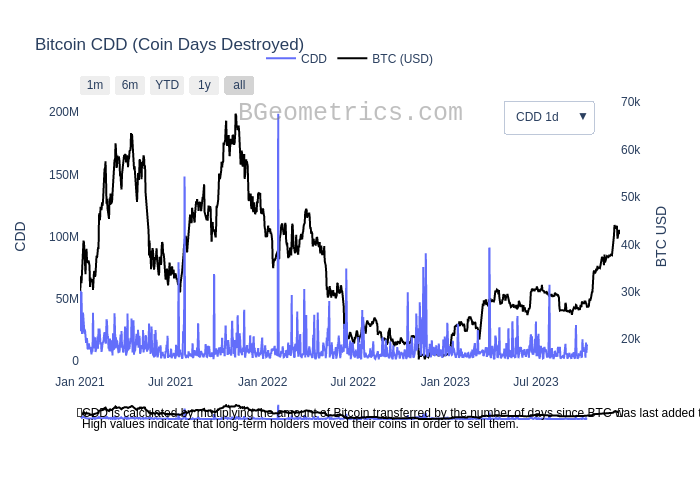 Bitcoin CDD (Coin Days Destroyed)
CDD BTC (USD)
1m 6m YTD 1y all
BGeometrics.com
CDD 1d ▼
200M
150M
100M
50M
0
CDD
70k
60k
50k
40k
30k
20k
BTC USD
Jan 2021 Jul 2021 Jan 2022 Jul 2022 Jan 2023 Jul 2023
CDD is calculated by multiplying the amount of Bitcoin transferred by the number of days since BTC was last added t
High values indicate that long-term holders moved their coins in order to sell them.